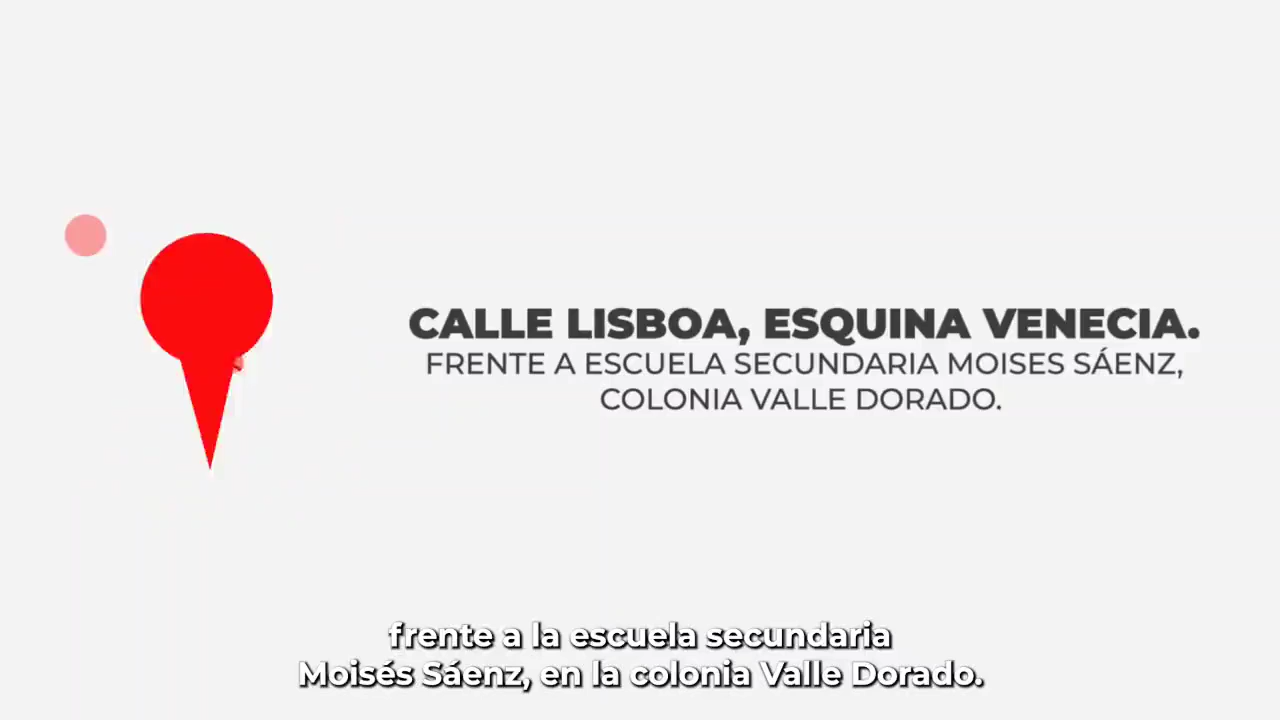 CALLE LISBOA, ESQUINA VENECIA.
FRENTE A ESCUELA SECUNDARIA MOISES SÁENZ,
COLONIA VALLE DORADO.
frente a la escuela secundaria
Moisés Sáenz, en la colonia Valle Dorado.